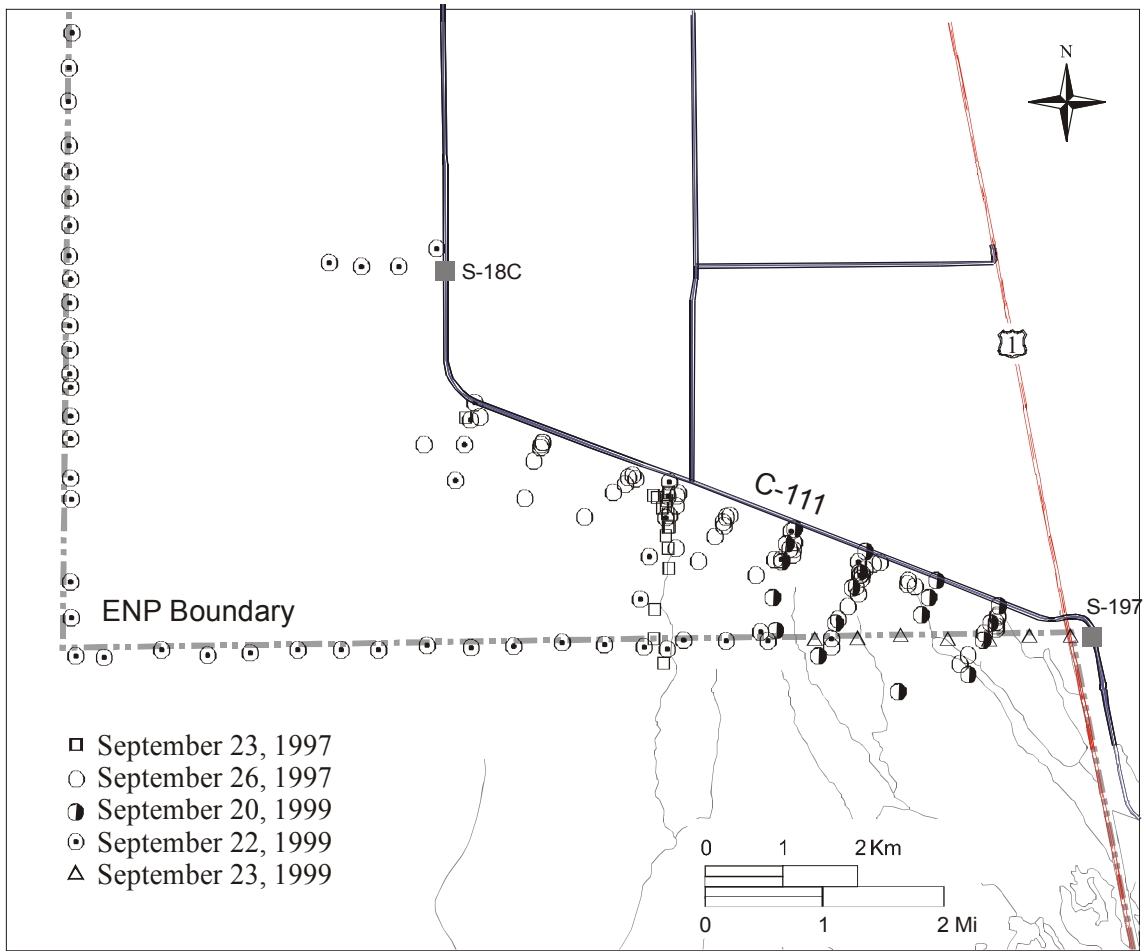 N
S-18C
1
C-111
ENP Boundary
S-197
September 23, 1997
September 26, 1997
September 20, 1999
September 22, 1999
September 23, 1999
0 1 2 Km
0 1 2 Mi